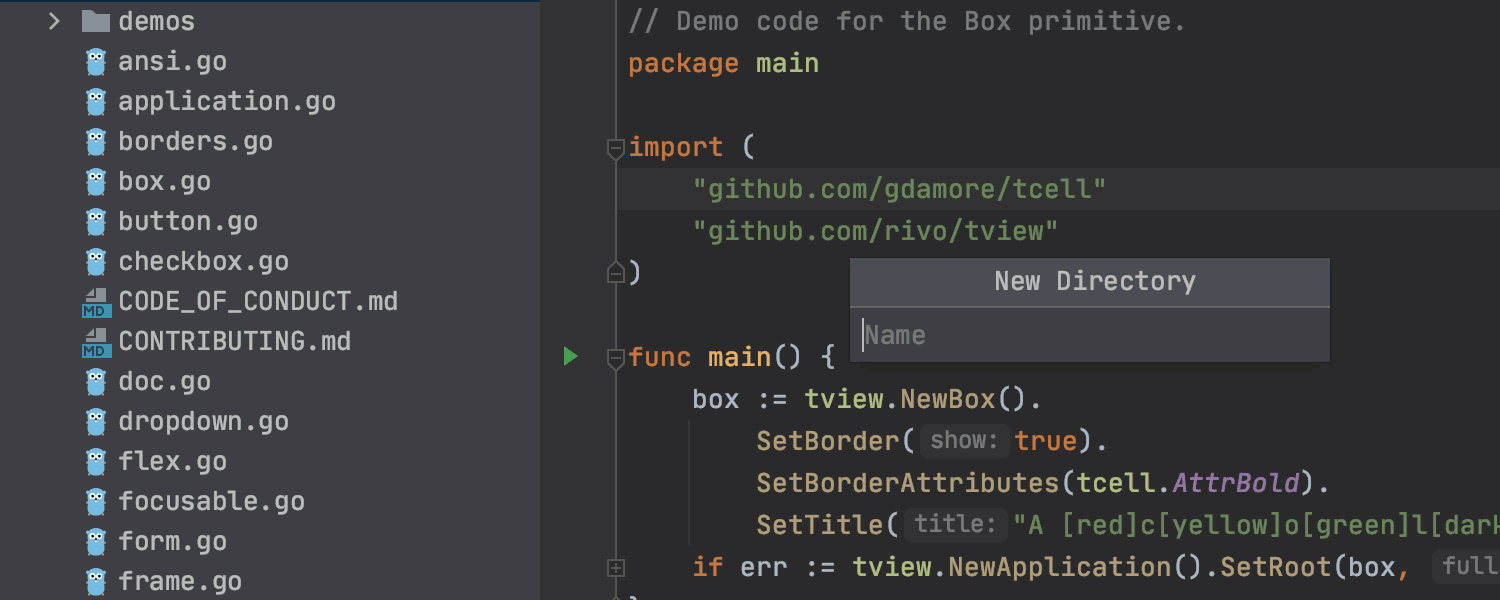 demos
ansi.go
application.go
borders.go
box.go
button.go
checkbox.go
MD CODE_OF_CONDUCT.md
MD CONTRIBUTING.md
doc.go
dropdown.go
flex.go
focusable.go
form.go
frame.go
// Demo code for the Box primitive.
package main
import (
"github.com/gdamore/tcell"
"github.com/rivo/tview"
)
func main() {
box := tview.NewBox().
SetBorder( show: true).
SetBorderAttributes(tcell.AttrBold).
SetTitle( title: "A [red]c[yellow]o[green]l[dark
if err := tview.NewApplication().SetRoot(box, full
New Directory
Name